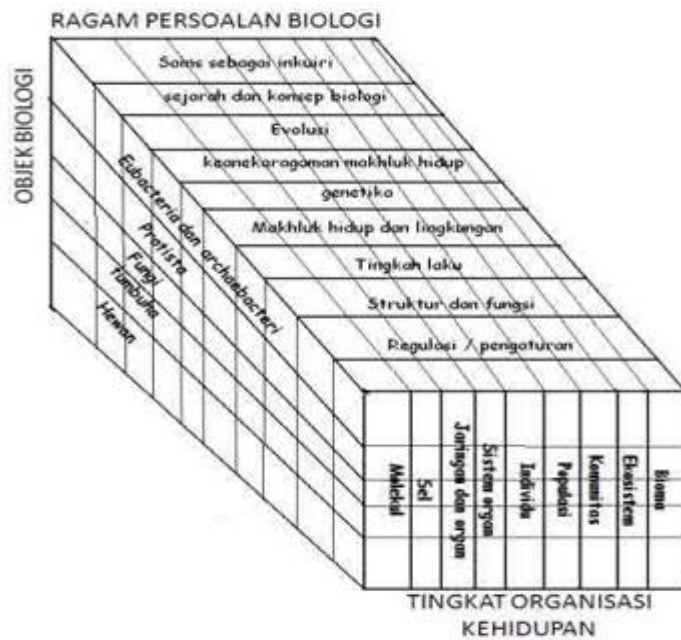 RAGAM PERSOALAN BIOLOGI
OBJEK BIOLOGI
Sains sebagai inkuiri
sejarah dan konsep biologi
Evolusi
keanekaragaman makhluk hidup
genetika
Makhluk hidup dan lingkungan
Tingkah laku
Struktur dan fungsi
Regulasi / pengaturan
Eubacteria dan archaebacteri
Protista
Fungi
Tumbuha
Hewan
Molekul
Sel
Jaringan dan organ
Sistem organ
Individu
Populasi
Komunitas
Ekosistem
Bioma
TINGKAT ORGANISASI
KEHIDUPAN